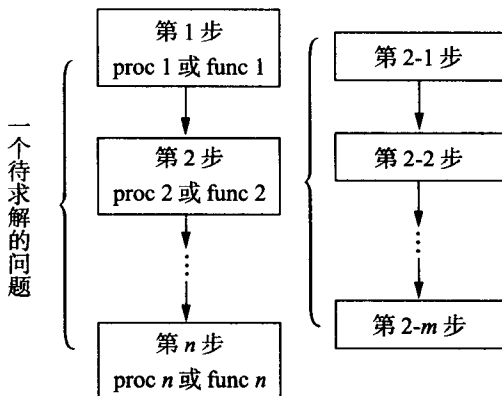 一个待求解的问题
第 1 步
proc 1 或 func 1
第 2 步
proc 2 或 func 2
⋮
第 n 步
proc n 或 func n
第 2-1 步
第 2-2 步
⋮
第 2-m 步